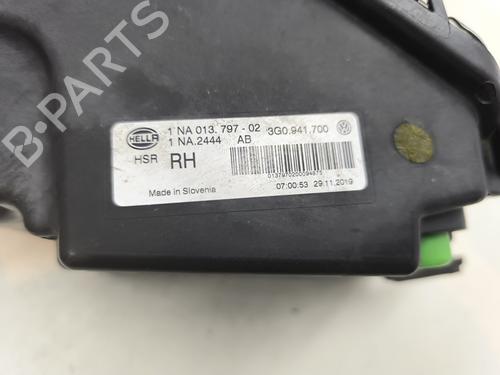 B-Parts
HELLA
1 NA 013.797-02 3G0.941.700
1 NA.2444 AB
HSR RH
Made in Slovenia
07:00:53 29.11.2019